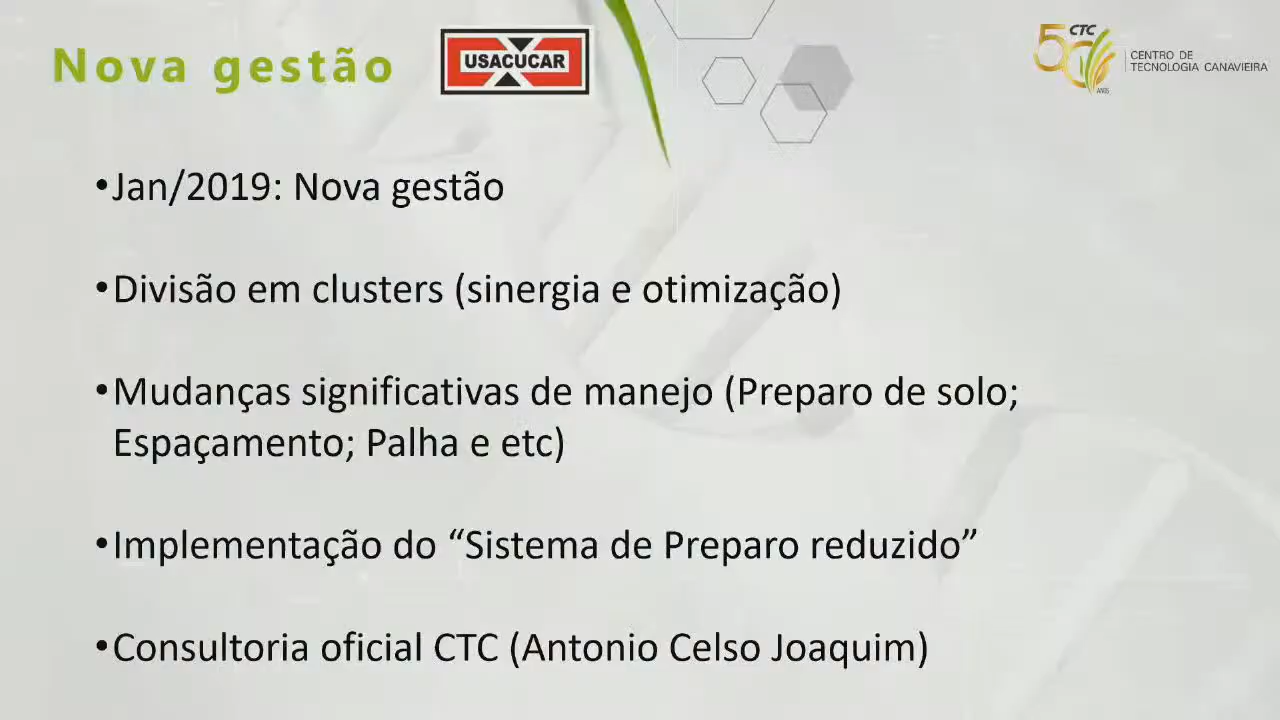 Nova gestão
USACUCAR
50 CTC
ANOS
CENTRO DE
TECNOLOGIA CANAVIEIRA
•Jan/2019: Nova gestão
•Divisão em clusters (sinergia e otimização)
•Mudanças significativas de manejo (Preparo de solo;
Espaçamento; Palha e etc)
•Implementação do “Sistema de Preparo reduzido”
•Consultoria oficial CTC (Antonio Celso Joaquim)